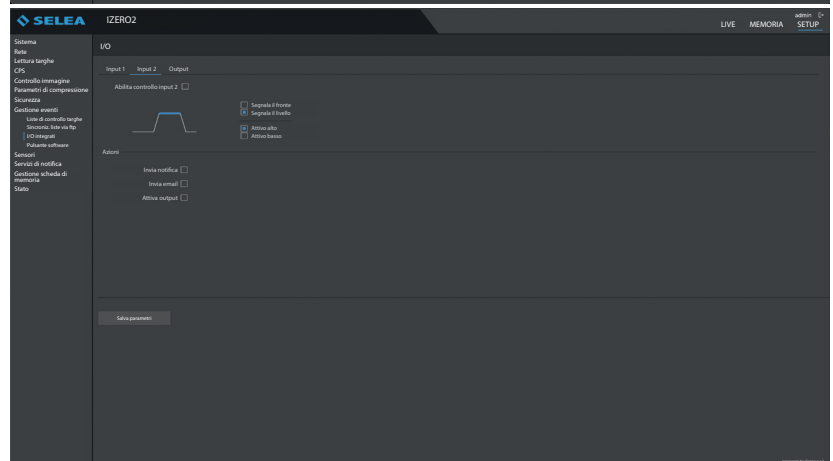 SELEA
IZERO2
LIVE MEMORIA SETUP
admin
Sistema
Rete
Lettura targhe
CPS
Controllo immagine
Parametri di compressione
Sicurezza
Gestione eventi
Liste di controllo targhe
Sincroniz. liste via ftp
I/O Integrati
Pulsante software
Sensori
Servizi di notifica
Gestione scheda di
memoria
Stato
I/O
Input 1 Input 2 Output
Abilita controllo input 2
Segnala il fronte
Segnala il livello
Attivo alto
Attivo basso
Azioni
Invia notifica
Invia email
Attiva output
Salva parametri